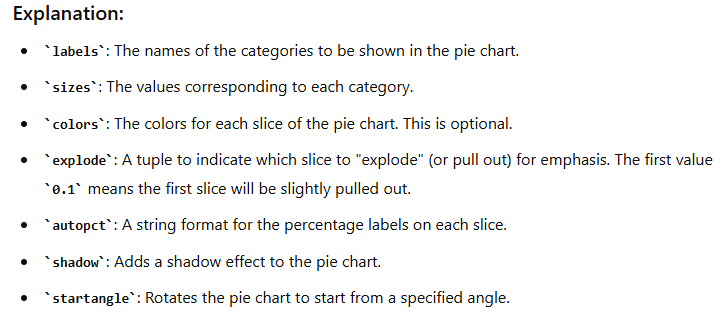 Explanation:
• `labels`: The names of the categories to be shown in the pie chart.
• `sizes`: The values corresponding to each category.
• `colors`: The colors for each slice of the pie chart. This is optional.
• `explode`: A tuple to indicate which slice to "explode" (or pull out) for emphasis. The first value
`0.1` means the first slice will be slightly pulled out.
• `autopct`: A string format for the percentage labels on each slice.
• `shadow`: Adds a shadow effect to the pie chart.
• `startangle`: Rotates the pie chart to start from a specified angle.